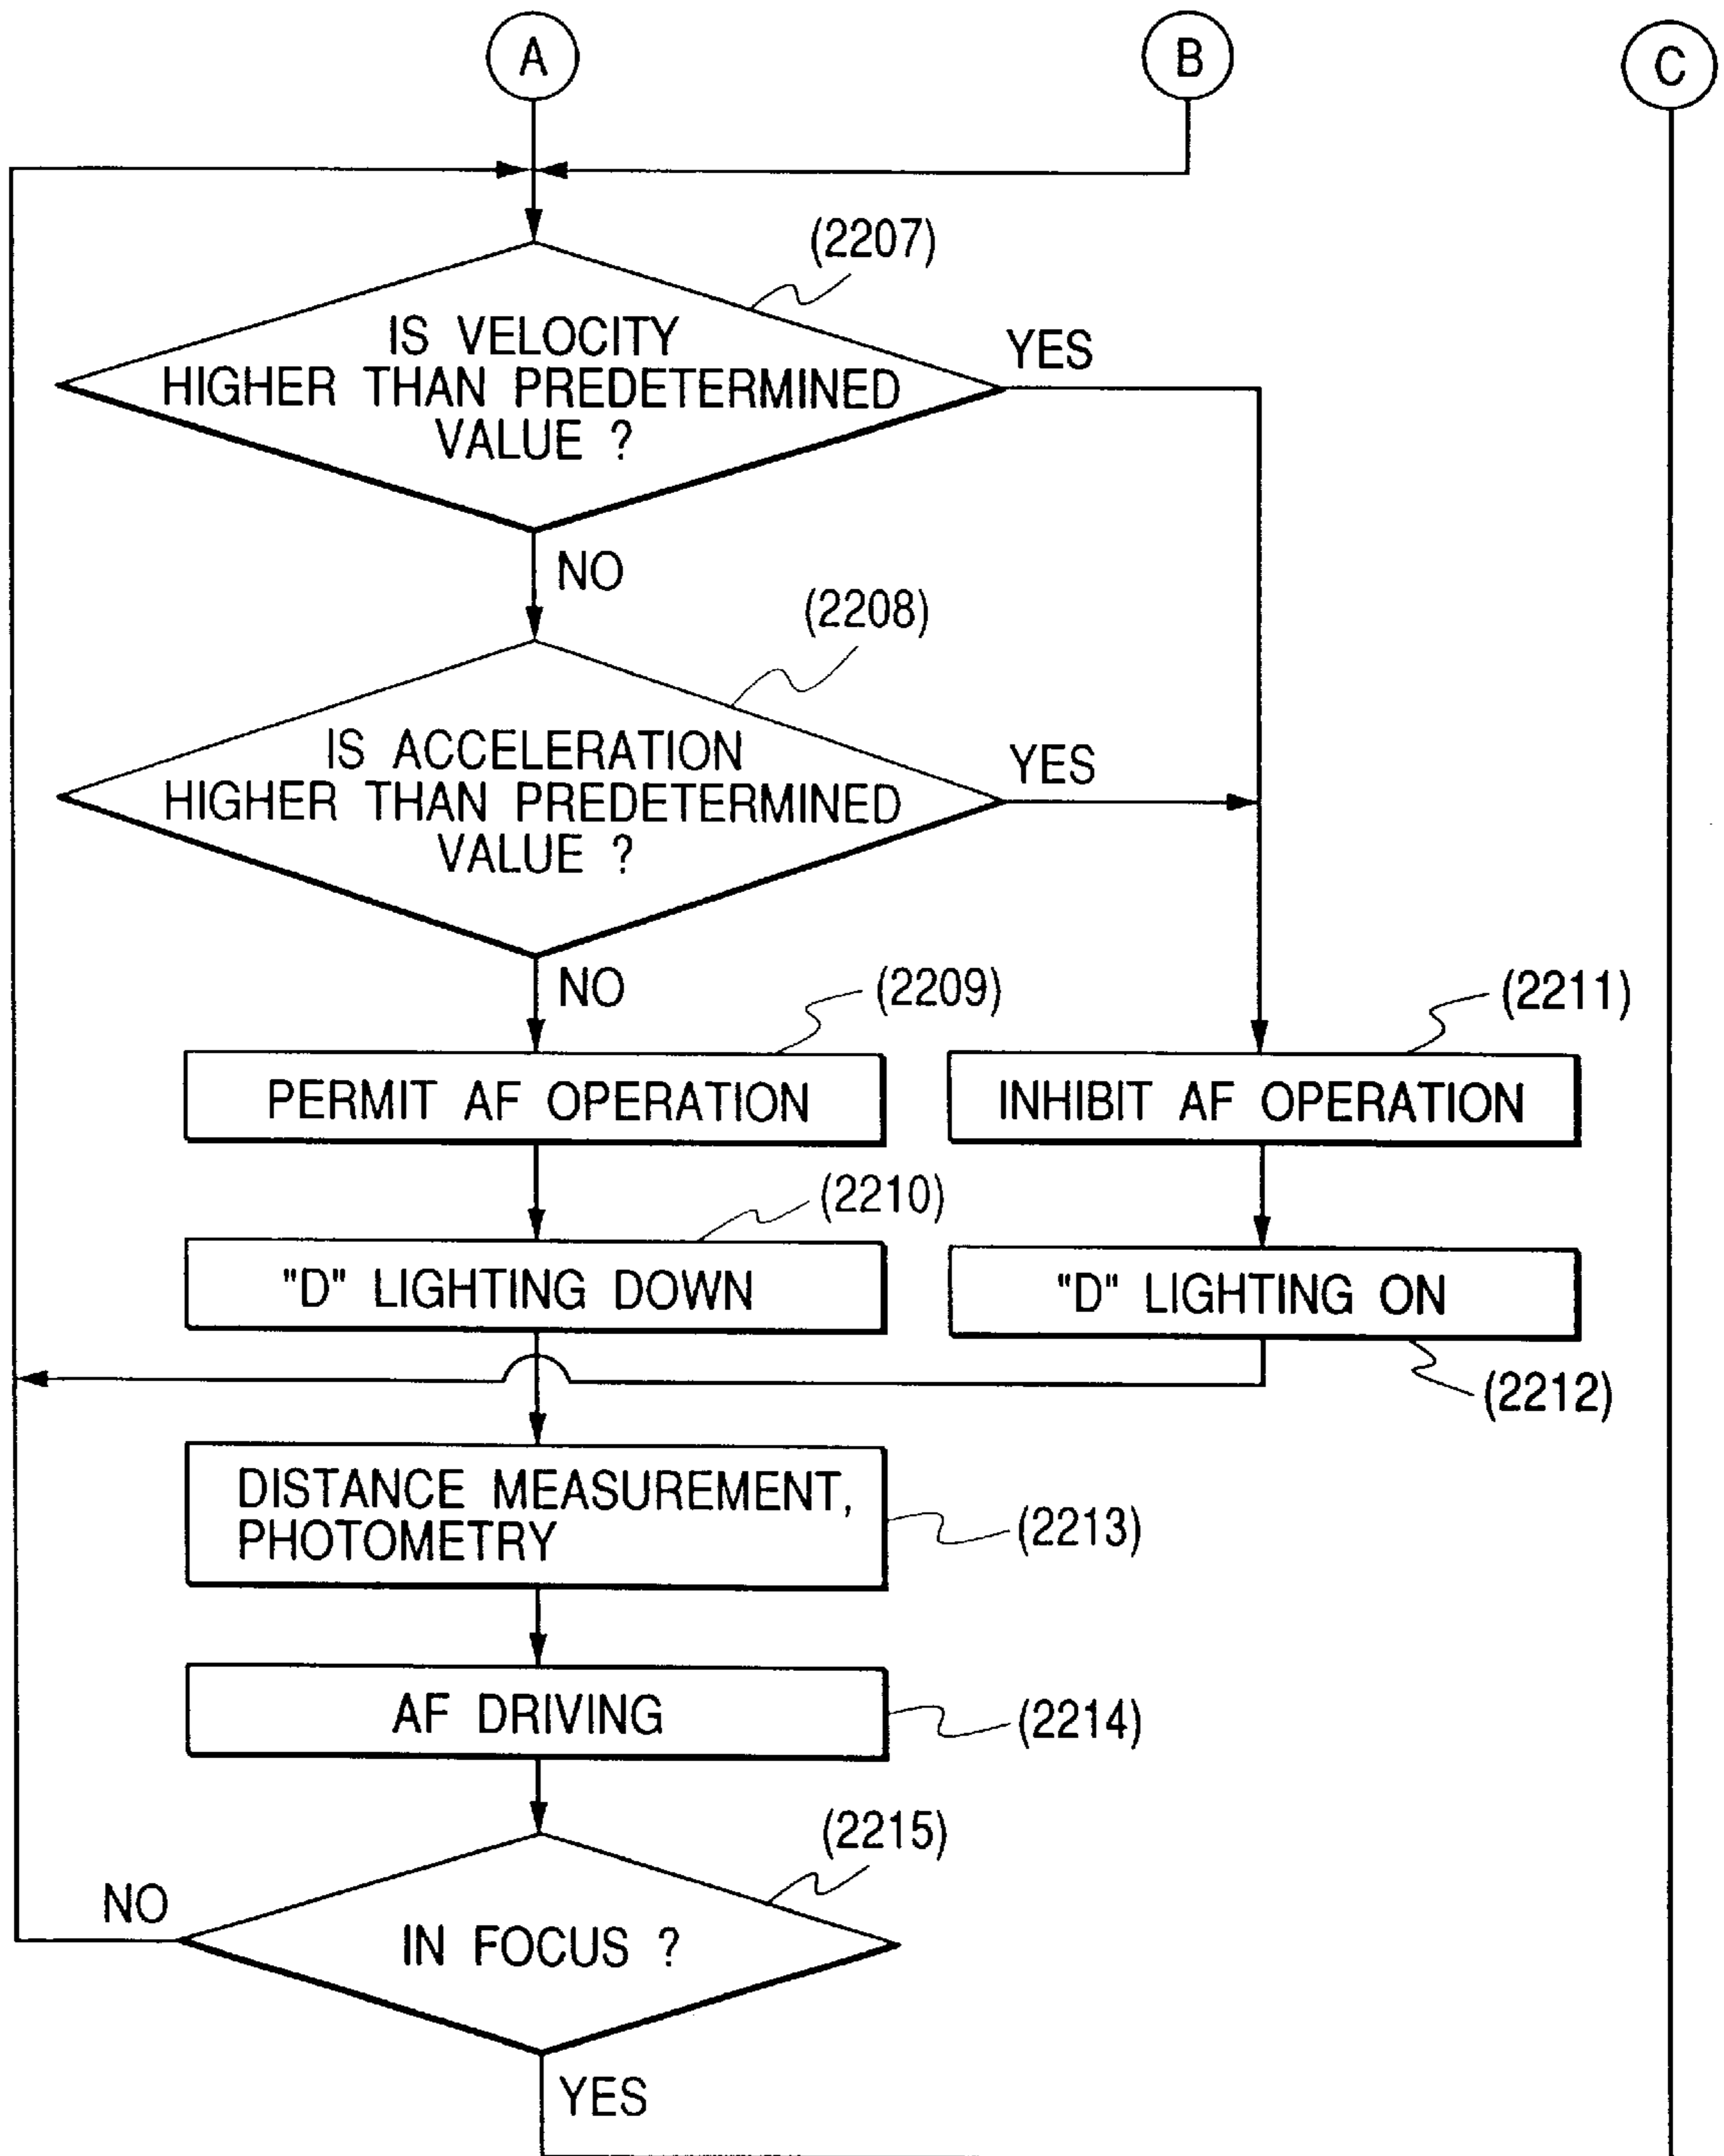 A
B
C
(2207)
IS VELOCITY
HIGHER THAN PREDETERMINED
VALUE ?
YES
NO
(2208)
IS ACCELERATION
HIGHER THAN PREDETERMINED
VALUE ?
YES
NO
(2209)
(2211)
PERMIT AF OPERATION
INHIBIT AF OPERATION
(2210)
"D" LIGHTING DOWN
"D" LIGHTING ON
(2212)
DISTANCE MEASUREMENT,
PHOTOMETRY
(2213)
AF DRIVING
(2214)
(2215)
NO
IN FOCUS ?
YES